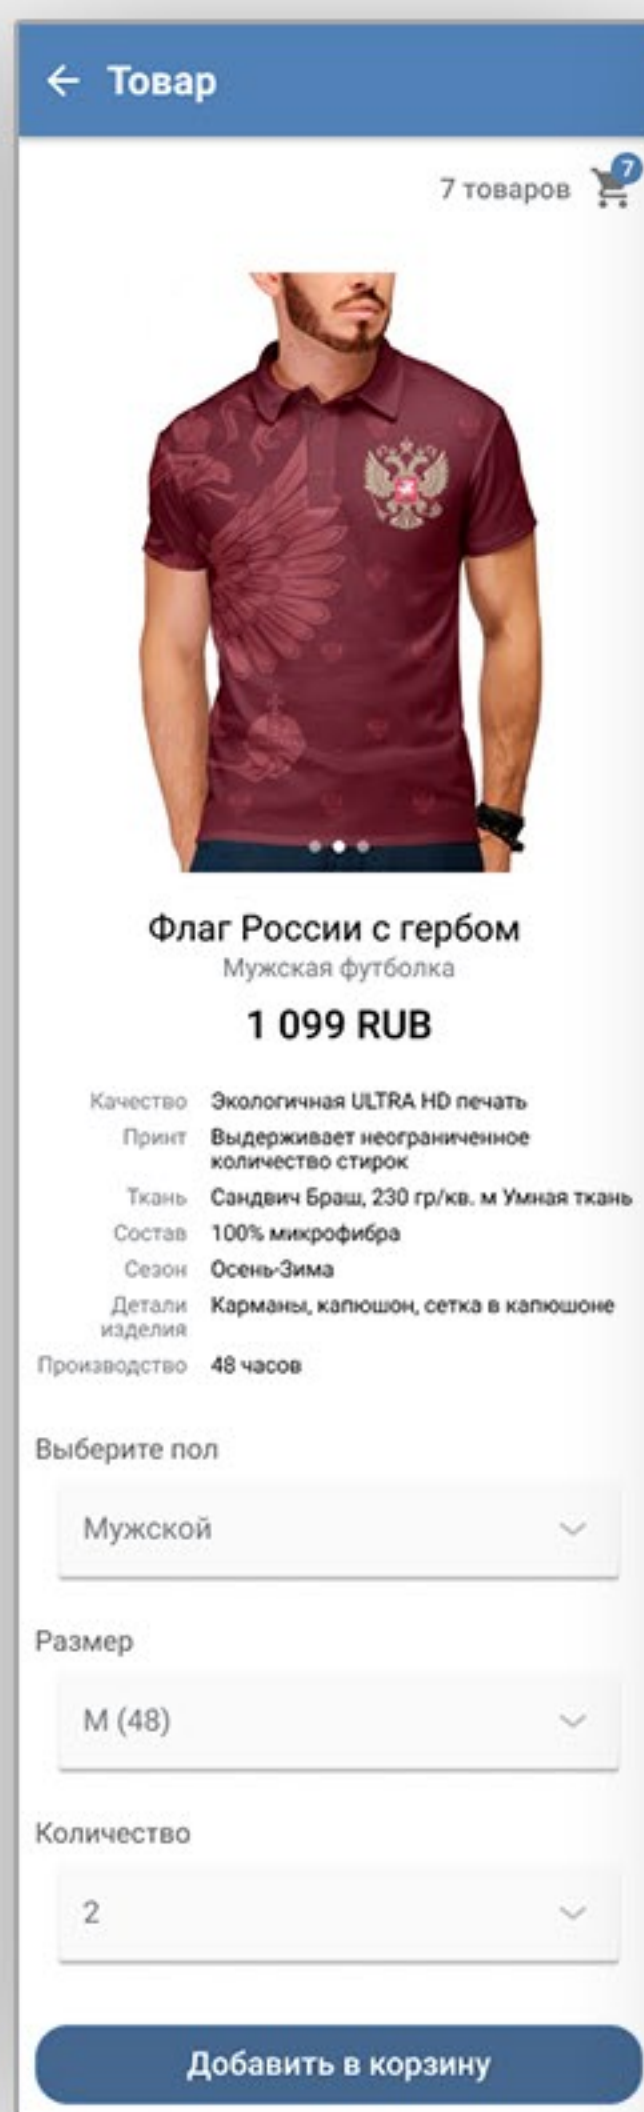 Товар
7 товаров
7
Флаг России с гербом
Мужская футболка
1 099 RUB
Качество Экологичная ULTRA HD печать
Принт Выдерживает неограниченное
количество стирок
Ткань Сандвич Браш, 230 гр/кв. м Умная ткань
Состав 100% микрофибра
Сезон Осень-Зима
Детали Карманы, капюшон, сетка в капюшоне
изделия
Производство 48 часов
Выберите пол
Мужской
Размер
M (48)
Количество
2
Добавить в корзину